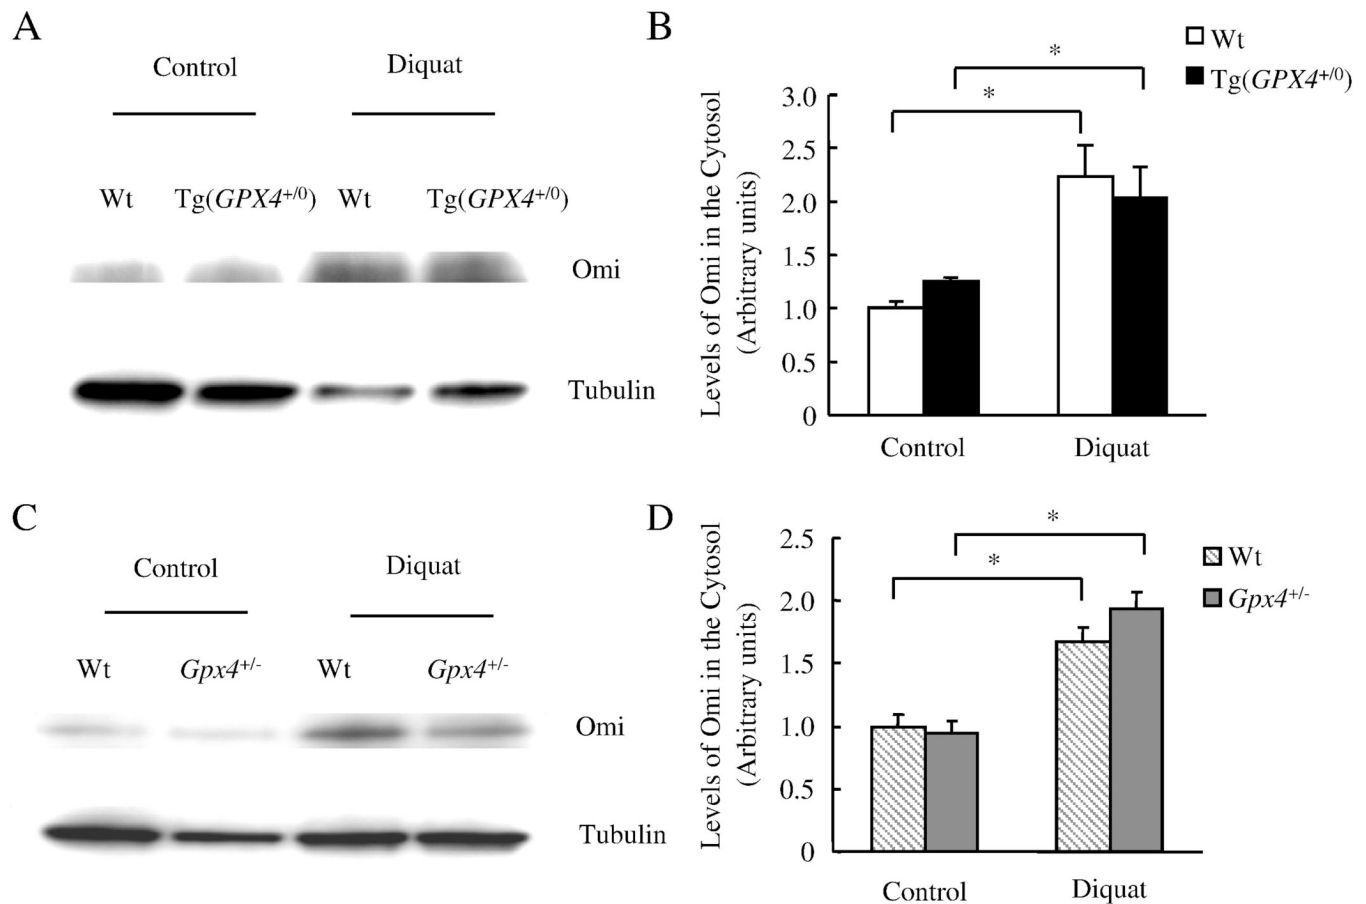 A
Control Diquat
Wt Tg(GPX4+/0) Wt Tg(GPX4+/0)
Omi
Tubulin
B
* *
Wt
Tg(GPX4+/0)
Levels of Omi in the Cytosol
(Arbitrary units)
3.0
2.5
2.0
1.5
1.0
0.5
0
Control Diquat
C
Control Diquat
Wt Gpx4+/- Wt Gpx4+/-
Omi
Tubulin
D
* *
Wt
Gpx4+/-
Levels of Omi in the Cytosol
(Arbitrary units)
2.5
2.0
1.5
1.0
0.5
0
Control Diquat